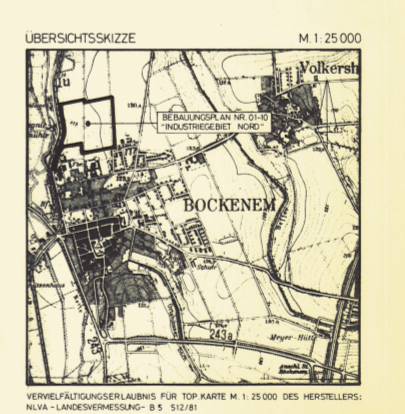 ÜBERSICHTSSKIZZE M. 1:25 000
Volkersh
BEBAUUNGSPLAN NR. 01-10
"INDUSTRIEGEBIET NORD"
BOCKENEM
Schule
243a
Meyer-Hütte
243
VERVIELFÄLTIGUNGSERLAUBNIS FÜR TOP. KARTE M. 1: 25 000 DES HERSTELLERS:
NLVA - LANDESVERMESSUNG- B 5 512/81